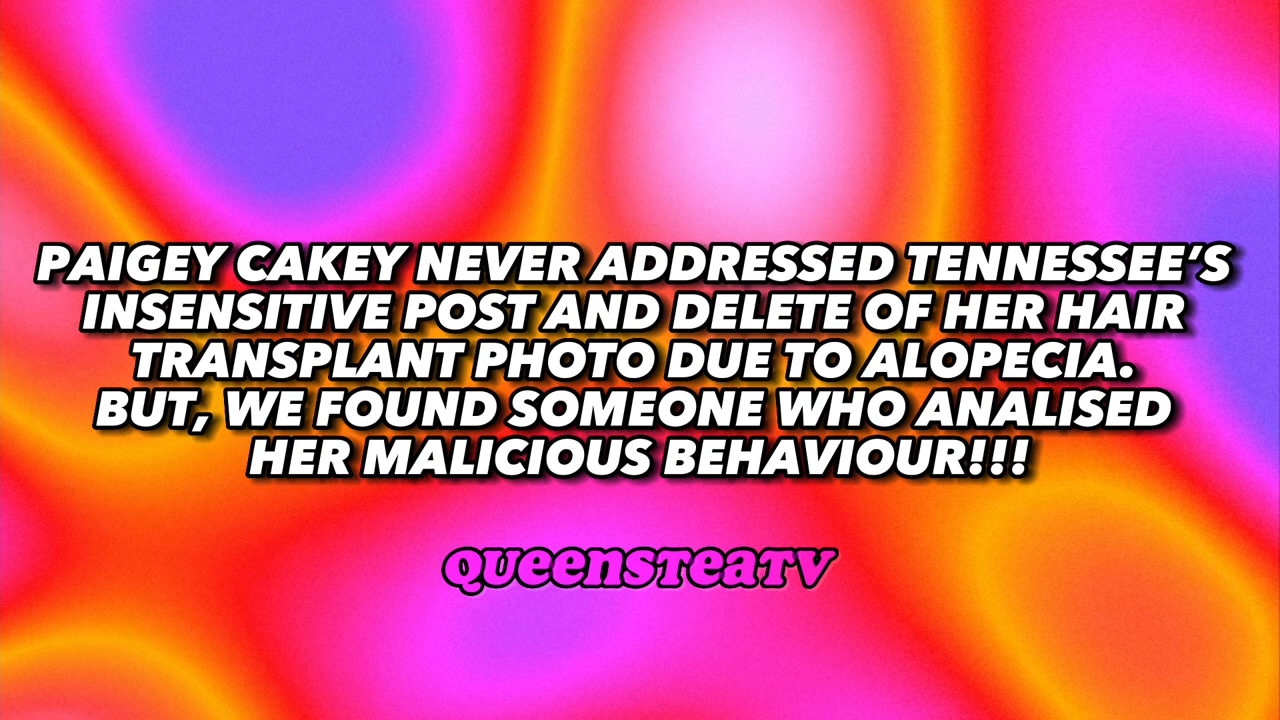 PAIGEY CAKEY NEVER ADDRESSED TENNESSEE'S
INSENSITIVE POST AND DELETE OF HER HAIR
TRANSPLANT PHOTO DUE TO ALOPECIA.
BUT, WE FOUND SOMEONE WHO ANALISED
HER MALICIOUS BEHAVIOUR!!!
QUEENSTEATV